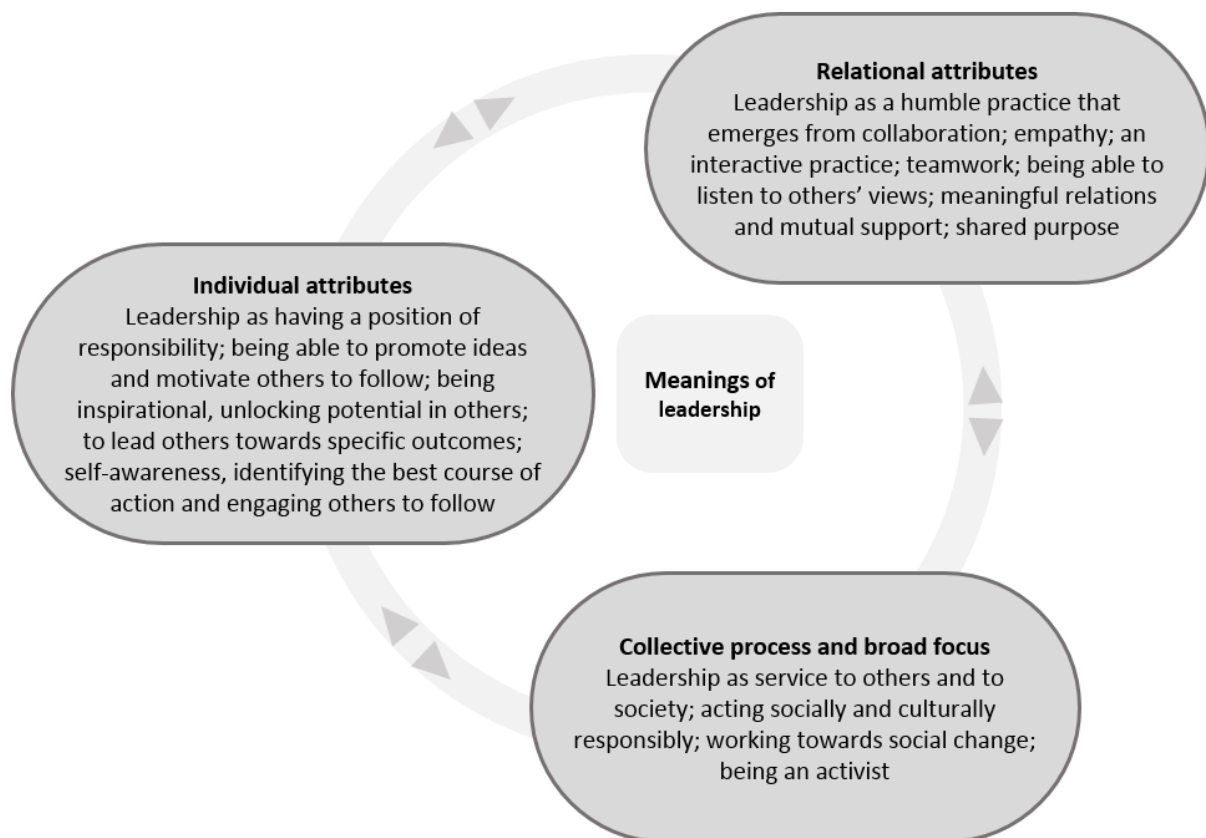 Relational attributes
Leadership as a humble practice that
emerges from collaboration; empathy; an
interactive practice; teamwork; being able to
listen to others’ views; meaningful relations
and mutual support; shared purpose
Individual attributes
Leadership as having a position of
responsibility; being able to promote ideas
and motivate others to follow; being
inspirational, unlocking potential in others;
to lead others towards specific outcomes;
self-awareness, identifying the best course of
action and engaging others to follow
Meanings of
leadership
Collective process and broad focus
Leadership as service to others and to
society; acting socially and culturally
responsibly; working towards social change;
being an activist